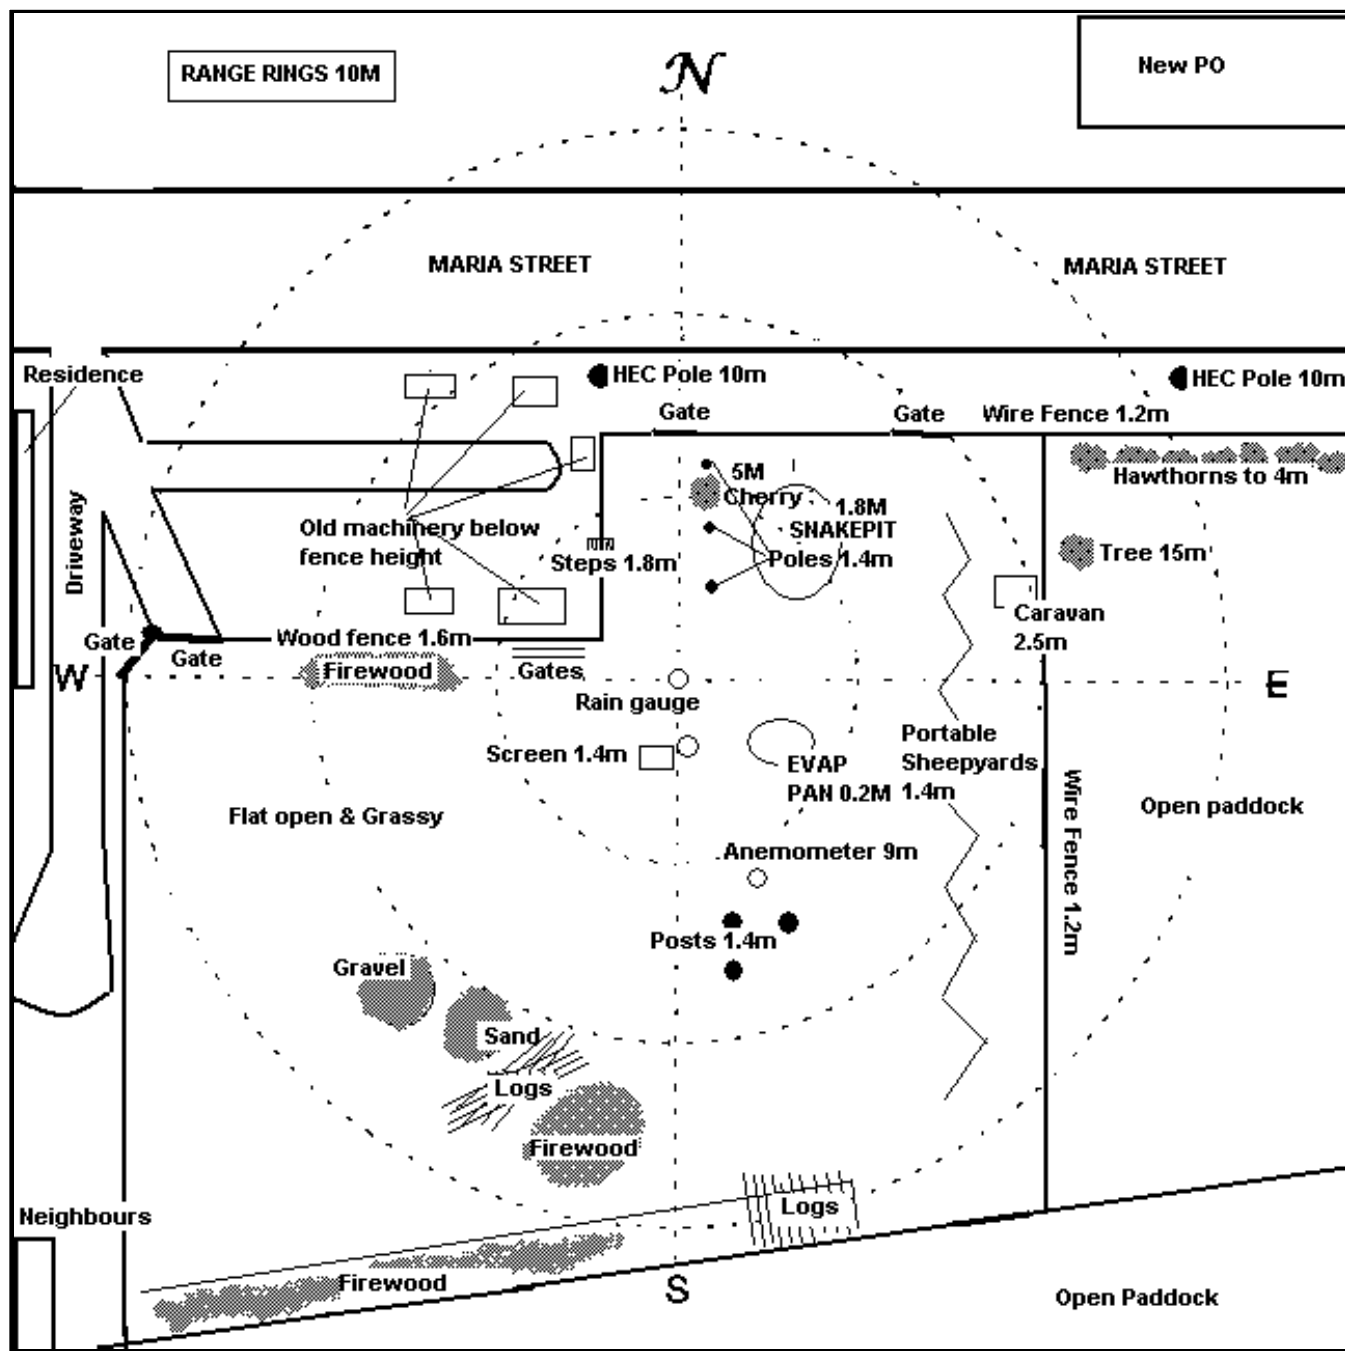 N
RANGE RINGS 10M
New PO
MARIA STREET
MARIA STREET
Residence
HEC Pole 10m
HEC Pole 10m
Gate
Gate
Wire Fence 1.2m
5M
Cherry
Hawthorns to 4m
1.8M
SNAKEPIT
Old machinery below
fence height
Steps 1.8m
Poles 1.4m
Tree 15m
Driveway
Caravan
2.5m
Gate
Gate
Wood fence 1.6m
Firewood
Gates
W
E
Rain gauge
Screen 1.4m
EVAP
PAN 0.2M
Portable
Sheepyards
1.4m
Wire Fence 1.2m
Flat open & Grassy
Open paddock
Anemometer 9m
Posts 1.4m
Gravel
Sand
Logs
Firewood
Logs
Neighbours
Firewood
S
Open Paddock